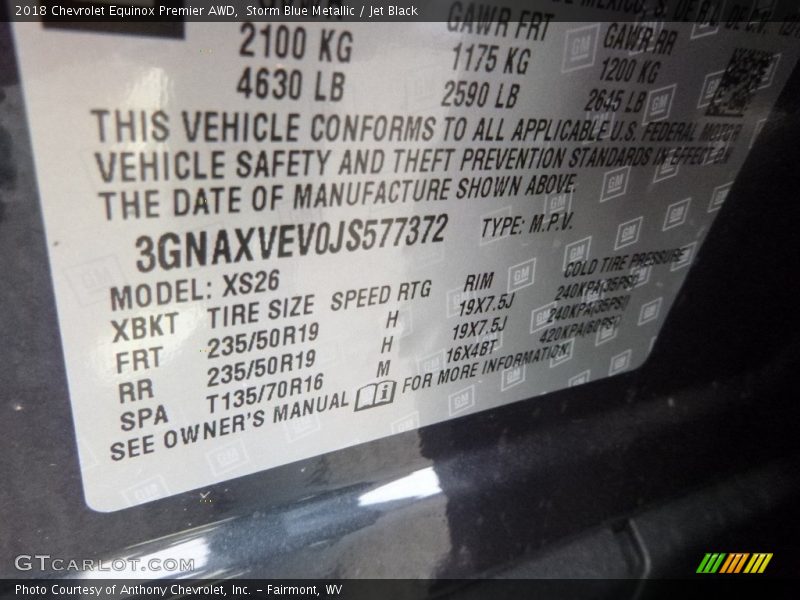 2018 Chevrolet Equinox Premier AWD, Storm Blue Metallic / Jet Black
MEXICO, S. DE R.L. DE C.V.
GAWR FRT GAWR RR
2100 KG 1175 KG 1200 KG
4630 LB 2590 LB 2645 LB
THIS VEHICLE CONFORMS TO ALL APPLICABLE U.S. FEDERAL MOTOR
VEHICLE SAFETY AND THEFT PREVENTION STANDARDS IN EFFECT ON
THE DATE OF MANUFACTURE SHOWN ABOVE.
3GNAXVEV0JS577372 TYPE: M.P.V.
MODEL: XS26
XBKT TIRE SIZE SPEED RTG RIM COLD TIRE PRESSURE
FRT 235/50R19 H 19X7.5J 240KPA(35PSI)
RR 235/50R19 H 19X7.5J 240KPA(35PSI)
SPA T135/70R16 M 16X4BT 420KPA(60PSI)
SEE OWNER'S MANUAL FOR MORE INFORMATION
GM
GTCarLot.com
Photo Courtesy of Anthony Chevrolet, Inc. – Fairmont, WV